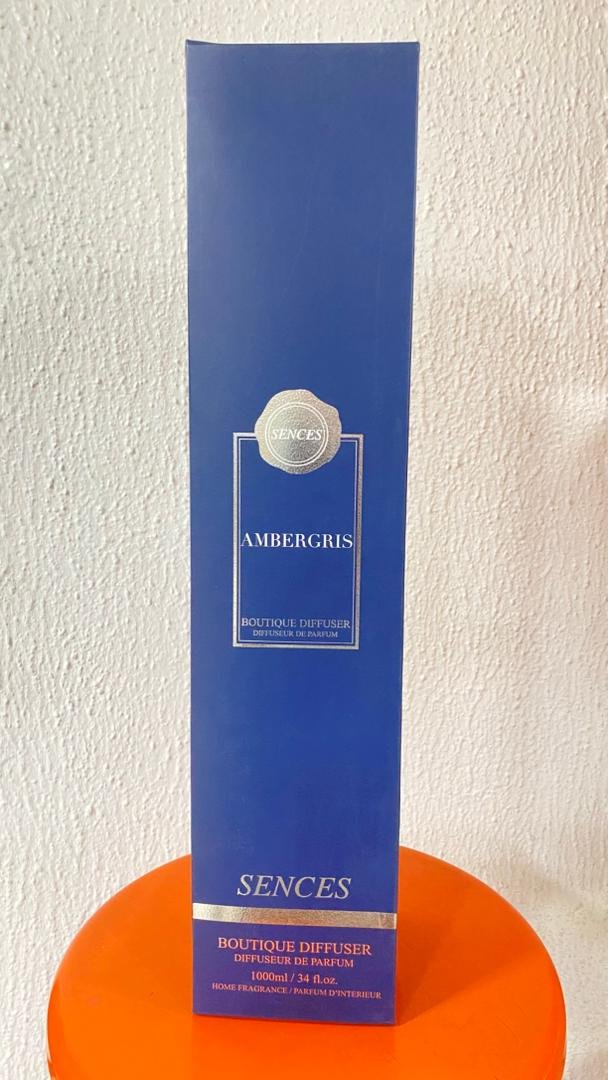 SENCES
AMBERGRIS
BOUTIQUE DIFFUSER
DIFFUSEUR DE PARFUM
SENCES
BOUTIQUE DIFFUSER
DIFFUSEUR DE PARFUM
1000ml / 34 fl.oz.
HOME FRAGRANCE / PARFUM D'INTERIEUR